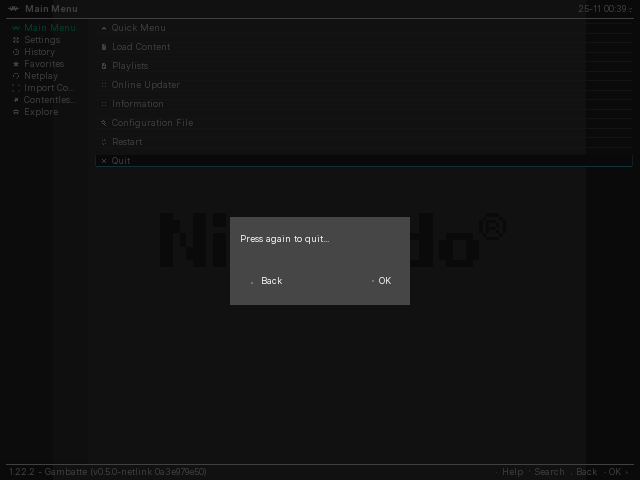 Main Menu
25-11 00:39
Main Menu
Settings
History
Favorites
Netplay
Import Co...
Contentles...
Explore
Quick Menu
Load Content
Playlists
Online Updater
Information
Configuration File
Restart
Quit
Ni
do®
Press again to quit...
Back
OK
1.22.2 - Gambatte (v0.5.0-netlink 0a3e979e50)
Help
Search
Back
OK